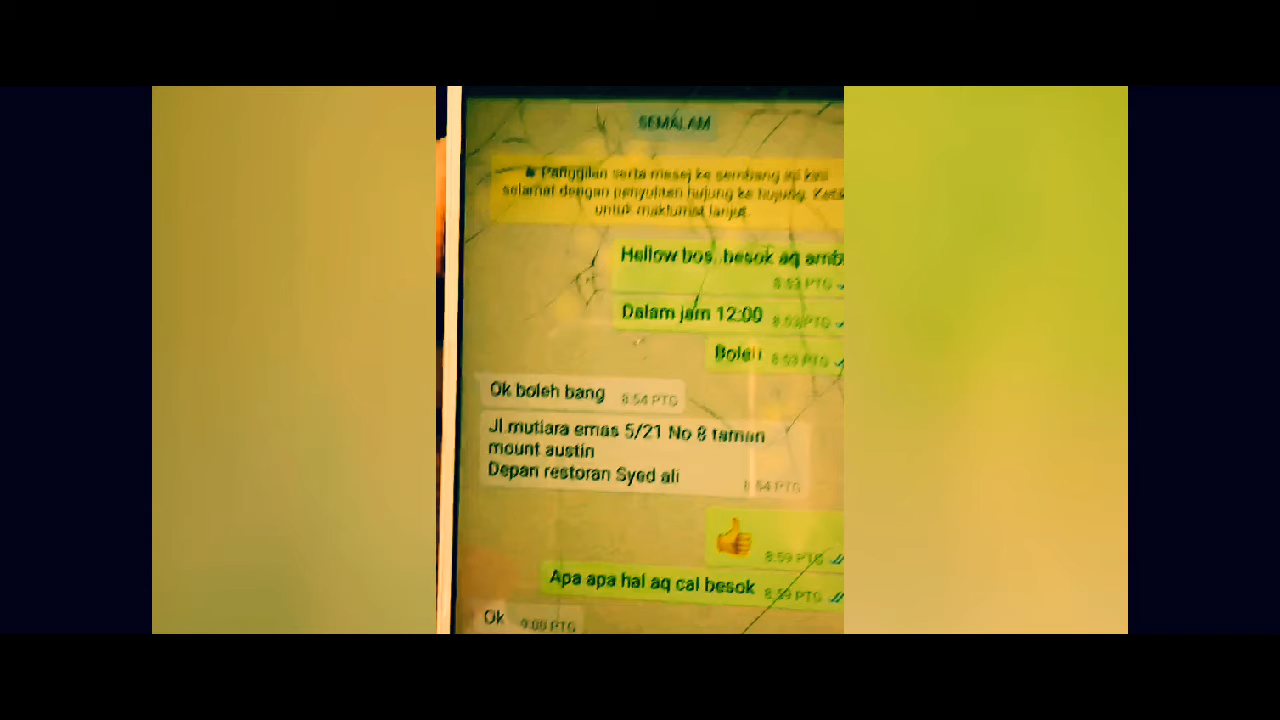 SEMALAM
Panggilan serta mesej ke sembang ini kini
selamat dengan penyulitan hujung ke hujung.
untuk maklumat lanjut.
Hellow bos..besok aq
8:53 PTG
Dalam jam 12:00 8:53 PTG
Boleh 8:53 PTG
Ok boleh bang 8:54 PTG
Jl.mutiara emas 5/21 No 8 taman
mount austin
Depan restoran Syed ali 8:54 PTG
8:59 PTG
Apa apa hal aq cal besok 8:59 PTG
Ok 9:00 PTG